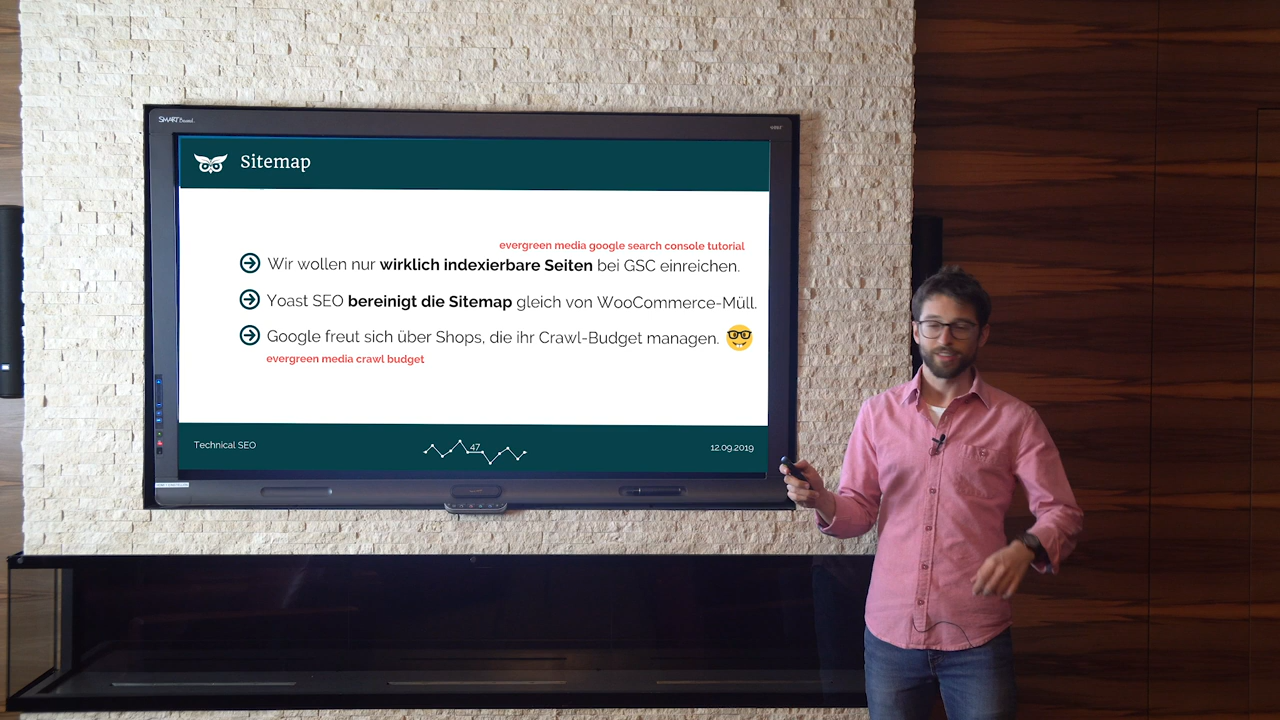 SMART Board
Sitemap
evergreen media google search console tutorial
Wir wollen nur wirklich indexierbare Seiten bei GSC einreichen.
Yoast SEO bereinigt die Sitemap gleich von WooCommerce-Müll.
Google freut sich über Shops, die ihr Crawl-Budget managen.
evergreen media crawl budget
Technical SEO
47
12.09.2019